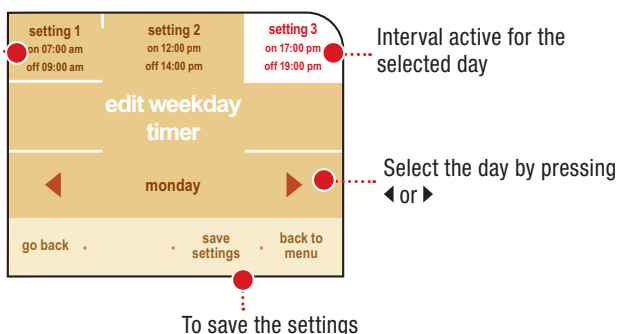 setting 1
on 07:00 am
off 09:00 am
setting 2
on 12:00 pm
off 14:00 pm
setting 3
on 17:00 pm
off 19:00 pm
Interval active for the
selected day
edit weekday
timer
monday
Select the day by pressing
◀ or ▶
go back
save
settings
back to
menu
To save the settings